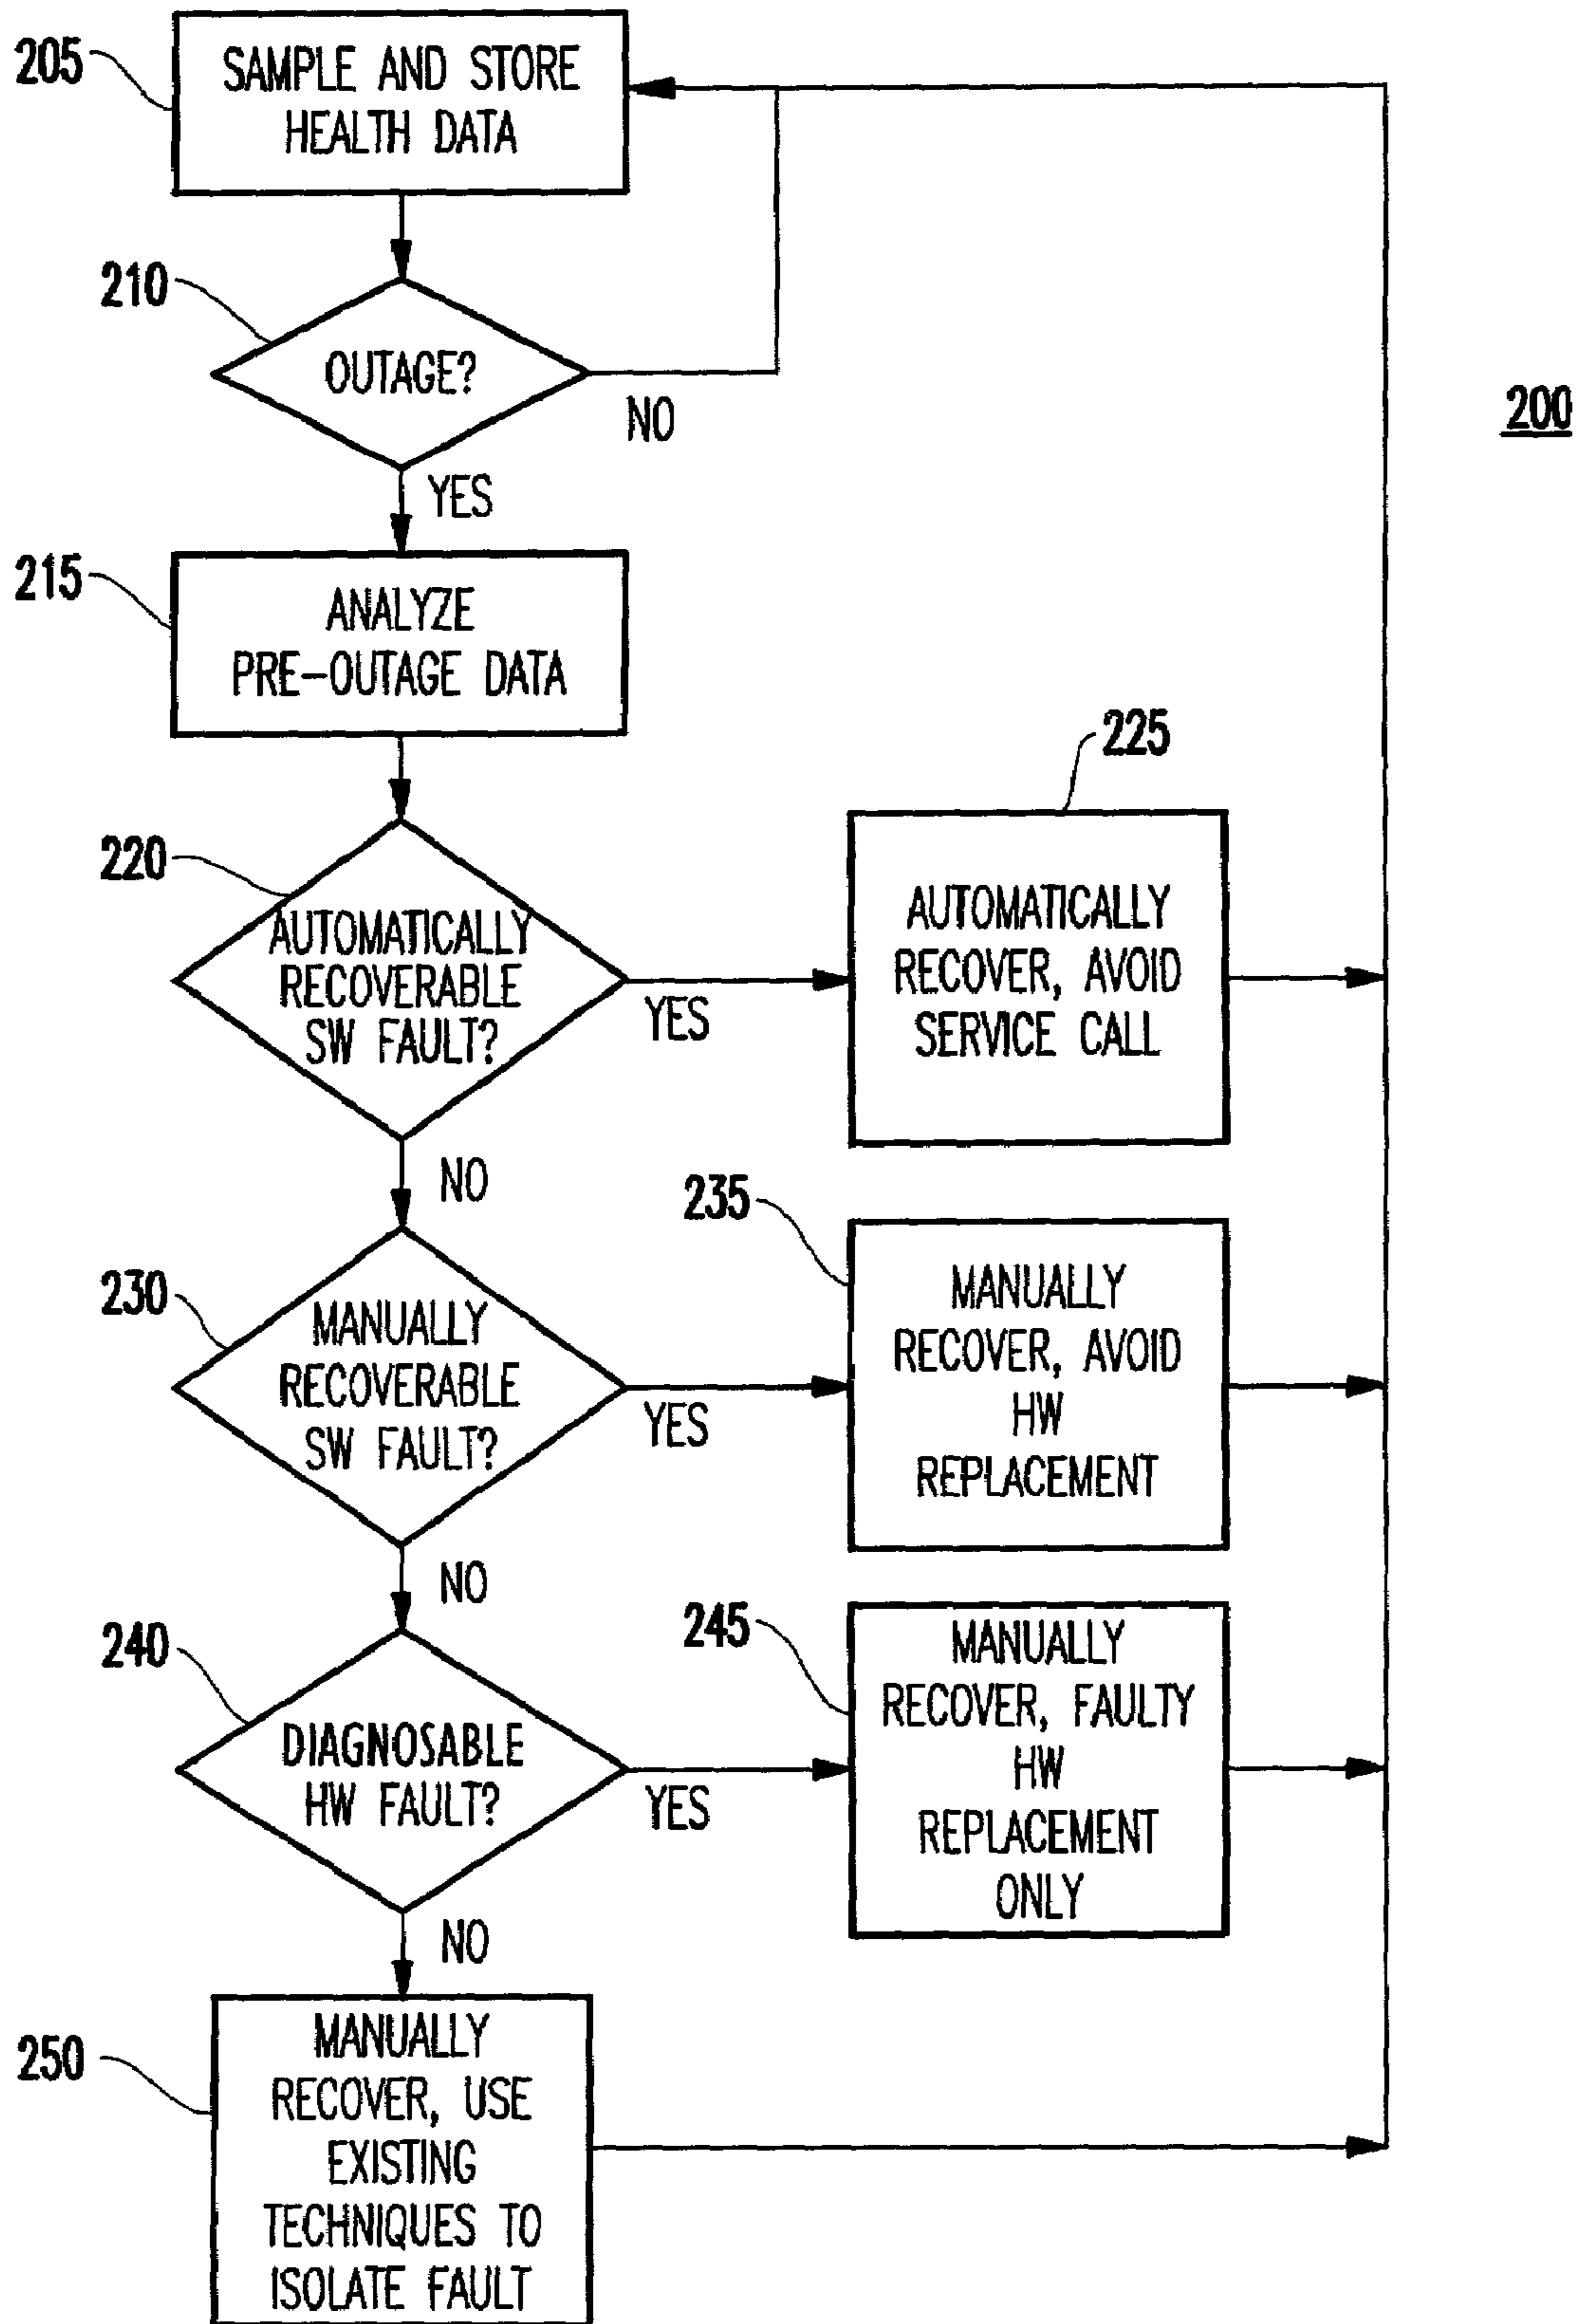 205
SAMPLE AND STORE
HEALTH DATA
210
OUTAGE?
NO
200
YES
215
ANALYZE
PRE-OUTAGE DATA
220
AUTOMATICALLY
RECOVERABLE
SW FAULT?
YES
225
AUTOMATICALLY
RECOVER, AVOID
SERVICE CALL
NO
230
MANUALLY
RECOVERABLE
SW FAULT?
YES
235
MANUALLY
RECOVER, AVOID
HW
REPLACEMENT
NO
240
DIAGNOSABLE
HW FAULT?
YES
245
MANUALLY
RECOVER, FAULTY
HW
REPLACEMENT
ONLY
NO
250
MANUALLY
RECOVER, USE
EXISTING
TECHNIQUES TO
ISOLATE FAULT